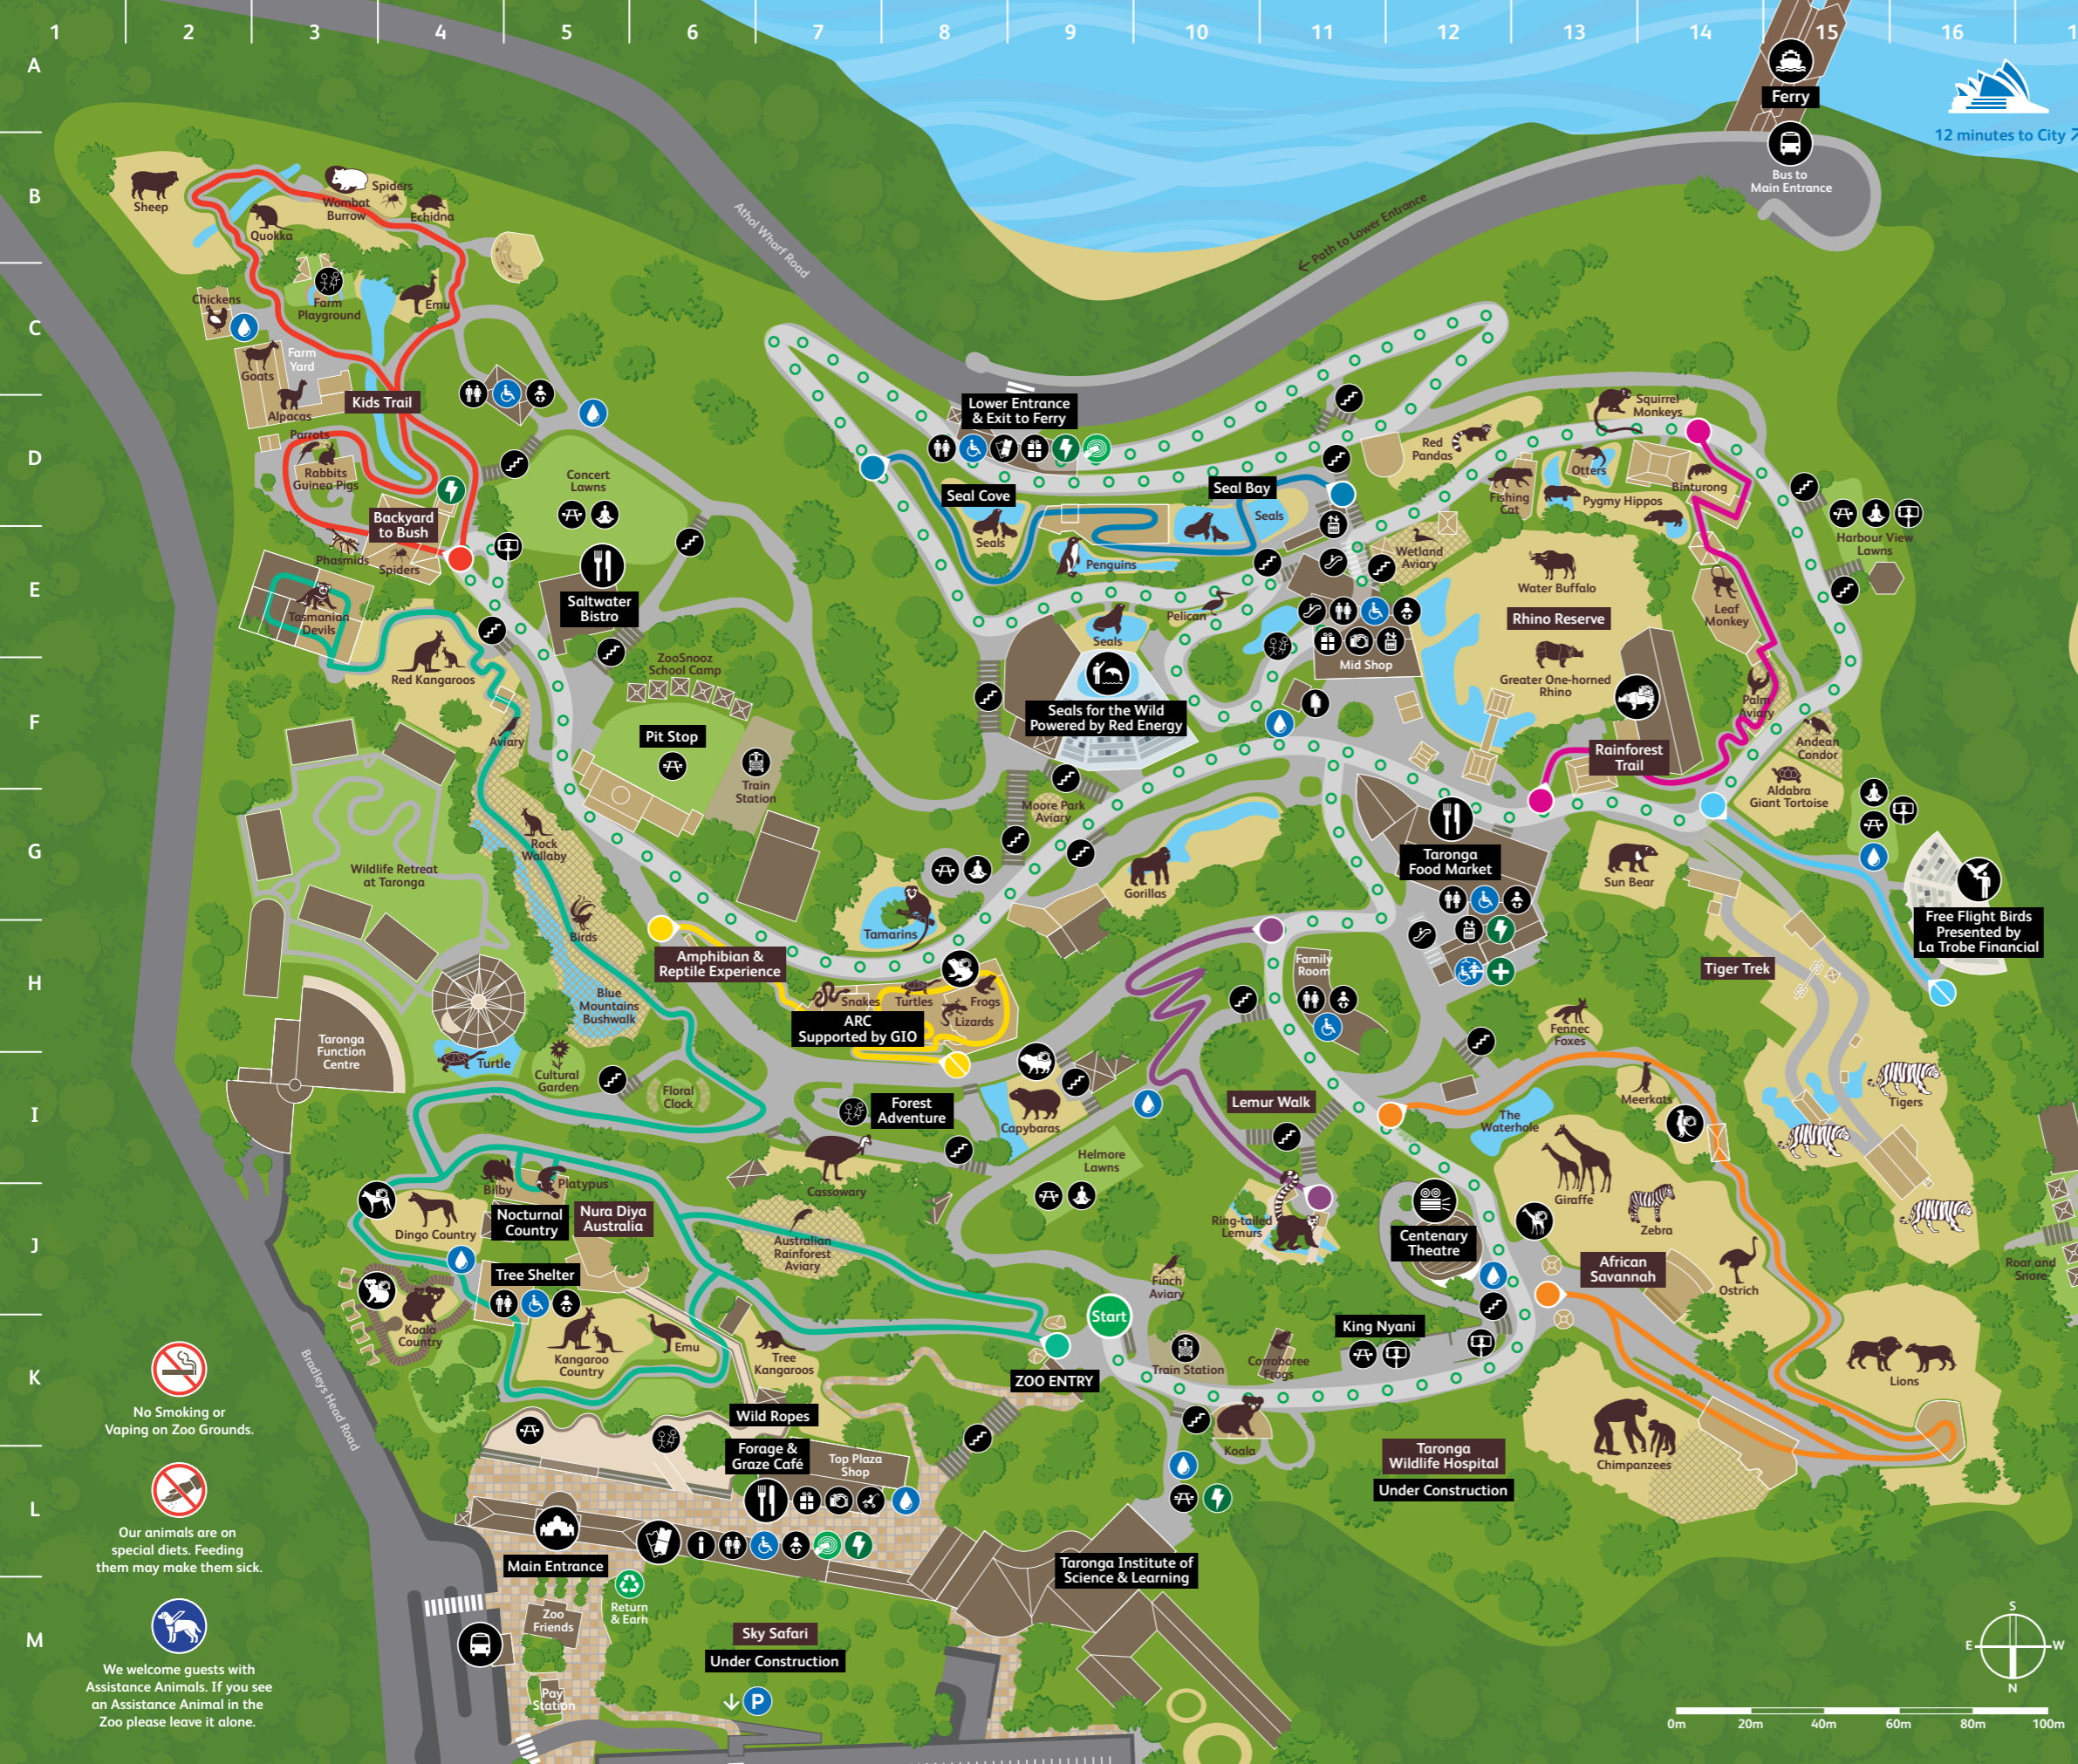 1 2 3 4 5 6 7 8 9 10 11 12 13 14 15 16
A
B
C
D
E
F
G
H
I
J
K
L
M
Ferry
12 minutes to City
Bus to
Main Entrance
Path to Lower Entrance
Athol Wharf Road
Sheep
Spiders
Wombat
Burrow
Echidna
Quokka
Chickens
Farm
Playground
Emu
Farm
Yard
Goats
Alpacas
Kids Trail
Parrots
Rabbits
Guinea Pigs
Backyard
to Bush
Phasmids
Spiders
Tasmanian
Devils
Red Kangaroos
Aviary
Concert
Lawns
Saltwater
Bistro
ZooSnooz
School Camp
Pit Stop
Train
Station
Lower Entrance
& Exit to Ferry
Seal Cove
Seal Bay
Seals
Seals
Penguins
Pelican
Seals
Seals for the Wild
Powered by Red Energy
Mid Shop
Wetland
Aviary
Red
Pandas
Squirrel
Monkeys
Fishing
Cat
Otters
Binturong
Pygmy Hippos
Water Buffalo
Rhino Reserve
Greater One-horned
Rhino
Leaf
Monkey
Palm
Aviary
Rainforest
Trail
Harbour View
Lawns
Andean
Condor
Aldabra
Giant Tortoise
Moore Park
Aviary
Rock
Wallaby
Wildlife Retreat
at Taronga
Birds
Blue
Mountains
Bushwalk
Tamarins
Gorillas
Taronga
Food Market
Sun Bear
Free Flight Birds
Presented by
La Trobe Financial
Tiger Trek
Amphibian &
Reptile Experience
Snakes
Turtles
Frogs
Lizards
ARC
Supported by GIO
Family
Room
Fennec
Foxes
Taronga
Function
Centre
Turtle
Cultural
Garden
Floral
Clock
Forest
Adventure
Capybaras
Lemur Walk
The
Waterhole
Meerkats
Tigers
Helmore
Lawns
Cassowary
Bilby
Platypus
Nocturnal
Country
Nura Diya
Australia
Dingo Country
Tree Shelter
Koala
Country
Kangaroo
Country
Emu
Australian
Rainforest
Aviary
Tree
Kangaroos
Start
ZOO ENTRY
Finch
Aviary
Train Station
Corroboree
Frogs
King Nyani
Ring-tailed
Lemurs
Centenary
Theatre
Giraffe
Zebra
African
Savannah
Ostrich
Roar and
Snore
Lions
Chimpanzees
Koala
Taronga
Wildlife Hospital
Under Construction
Wild Ropes
Forage &
Graze Café
Top Plaza
Shop
Main Entrance
Taronga Institute of
Science & Learning
Return
& Earn
Zoo
Friends
Pay
Station
Sky Safari
Under Construction
P
Bradleys Head Road
No Smoking or
Vaping on Zoo Grounds.
Our animals are on
special diets. Feeding
them may make them sick.
We welcome guests with
Assistance Animals. If you see
an Assistance Animal in the
Zoo please leave it alone.
S
E W
N
0m 20m 40m 60m 80m 100m